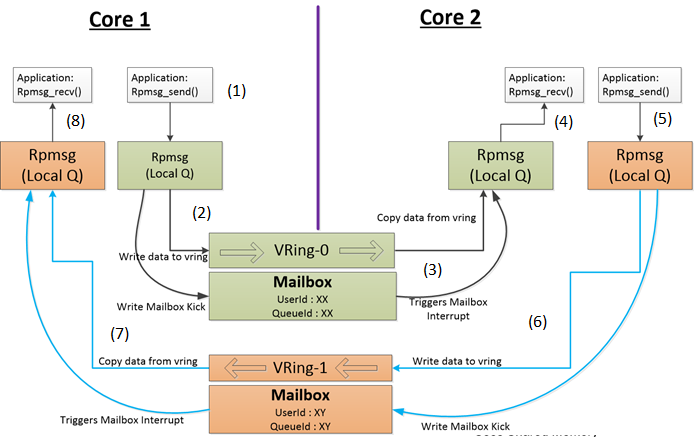 Core 1
Core 2
Application:
Rpmsg_recv()
Application:
Rpmsg_send()
(1)
Application:
Rpmsg_recv()
Application:
Rpmsg_send()
(8)
(4)
(5)
Rpmsg
(Local Q)
Rpmsg
(Local Q)
Rpmsg
(Local Q)
Rpmsg
(Local Q)
(2)
Copy data from vring
Write data to vring
VRing-0
(3)
Mailbox
UserId : XX
QueueId : XX
Write Mailbox Kick
Triggers Mailbox
Interrupt
(6)
(7)
Copy data from vring
VRing-1
Write data to vring
Mailbox
UserId : XY
QueueId : XY
Triggers Mailbox Interrupt
Write Mailbox Kick